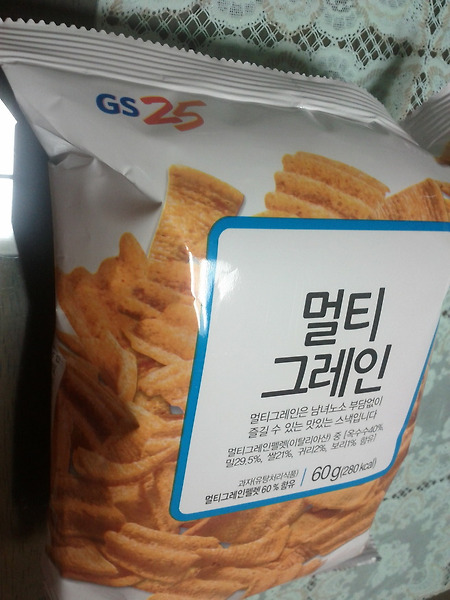 GS25
멀티
그레인
멀티그레인은 남녀노소 부담없이
즐길 수 있는 맛있는 스낵입니다
멀티그레인펠렛(이탈리아산) 중 [옥수수40%,
밀29.5%, 쌀21%, 귀리2%, 보리1% 함유]
과자(유탕처리식품)
멀티그레인펠렛 60 % 함유
60g(280kcal)